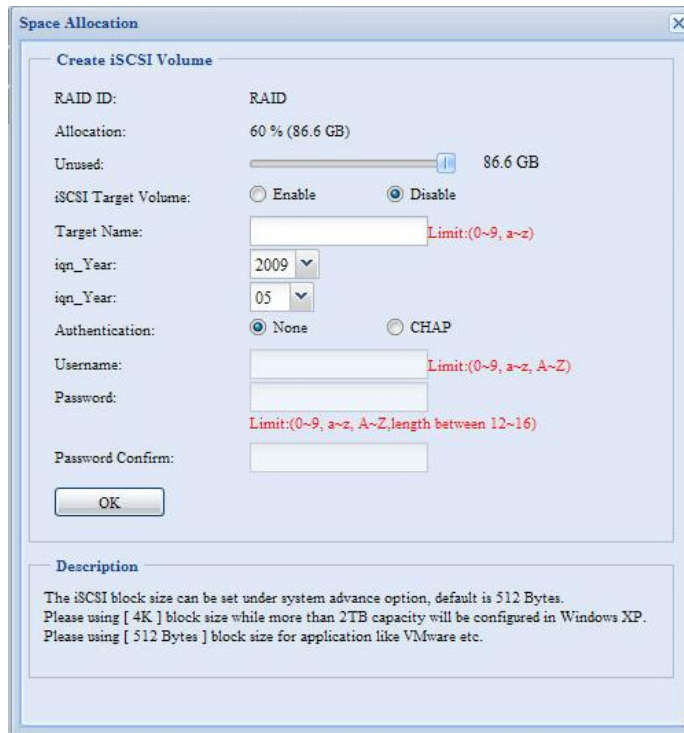 Space Allocation
Create iSCSI Volume
RAID ID: RAID
Allocation: 60 % (86.6 GB)
Unused: 86.6 GB
iSCSI Target Volume: Enable Disable
Target Name: Limit:(0~9, a~z)
iqn_Year: 2009
iqn_Year: 05
Authentication: None CHAP
Username: Limit:(0~9, a~z, A~Z)
Password:
Limit:(0~9, a~z, A~Z,length between 12~16)
Password Confirm:
OK
Description
The iSCSI block size can be set under system advance option, default is 512 Bytes.
Please using [ 4K ] block size while more than 2TB capacity will be configured in Windows XP.
Please using [ 512 Bytes ] block size for application like VMware etc.